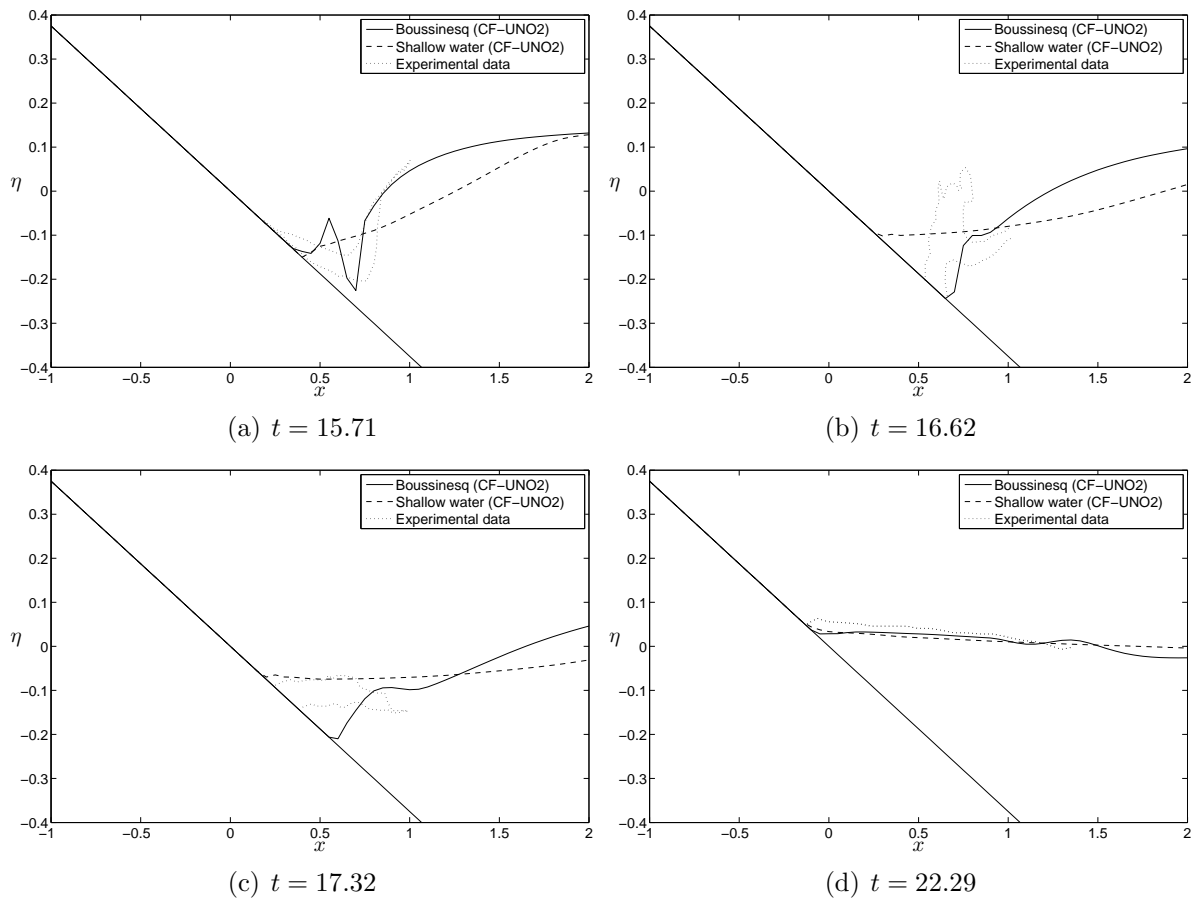 0.4
0.3
0.2
0.1
0
−0.1
−0.2
−0.3
−0.4
η
−1 −0.5 0 0.5 1 1.5 2
x
Boussinesq (CF−UNO2)
Shallow water (CF−UNO2)
Experimental data
(a) t = 15.71
0.4
0.3
0.2
0.1
0
−0.1
−0.2
−0.3
−0.4
η
−1 −0.5 0 0.5 1 1.5 2
x
Boussinesq (CF−UNO2)
Shallow water (CF−UNO2)
Experimental data
(b) t = 16.62
0.4
0.3
0.2
0.1
0
−0.1
−0.2
−0.3
−0.4
η
−1 −0.5 0 0.5 1 1.5 2
x
Boussinesq (CF−UNO2)
Shallow water (CF−UNO2)
Experimental data
(c) t = 17.32
0.4
0.3
0.2
0.1
0
−0.1
−0.2
−0.3
−0.4
η
−1 −0.5 0 0.5 1 1.5 2
x
Boussinesq (CF−UNO2)
Shallow water (CF−UNO2)
Experimental data
(d) t = 22.29